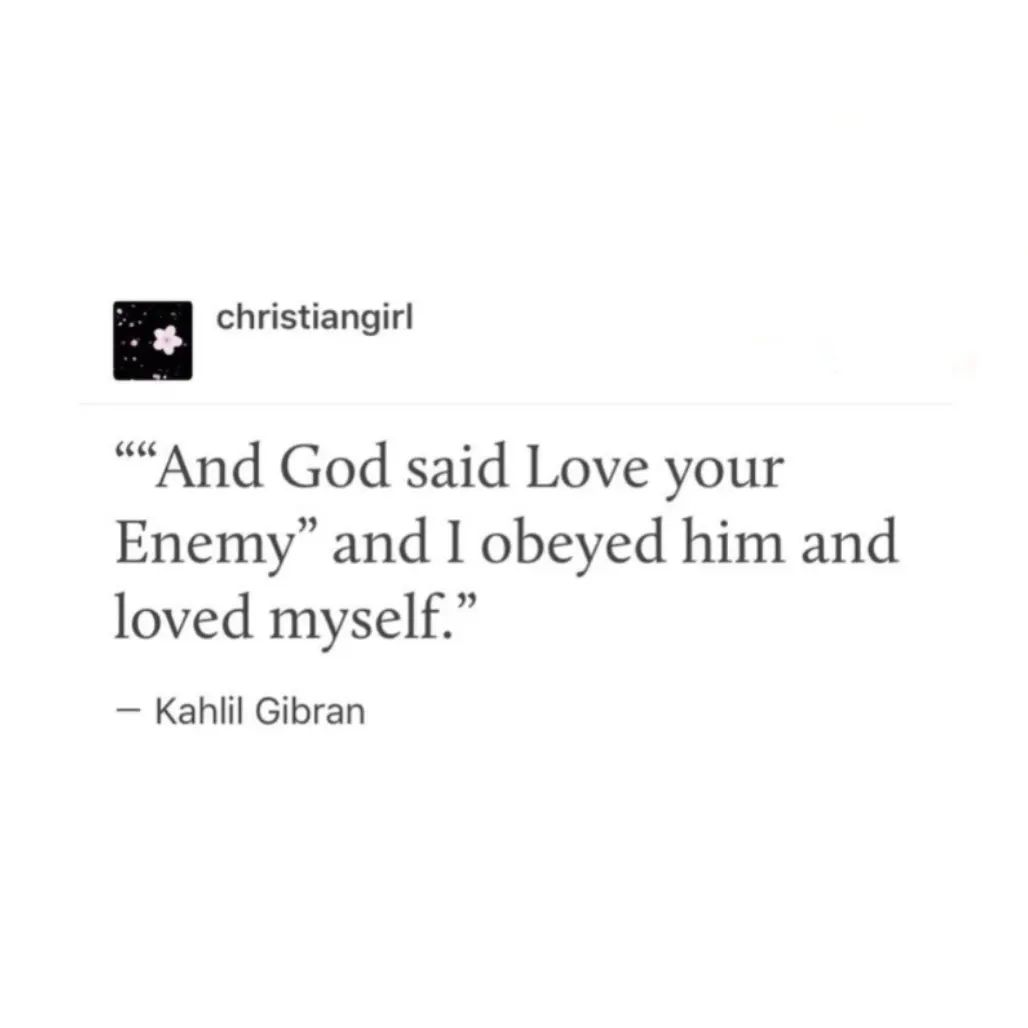 christiangirl
““And God said Love your
Enemy” and I obeyed him and
loved myself.”
— Kahlil Gibran